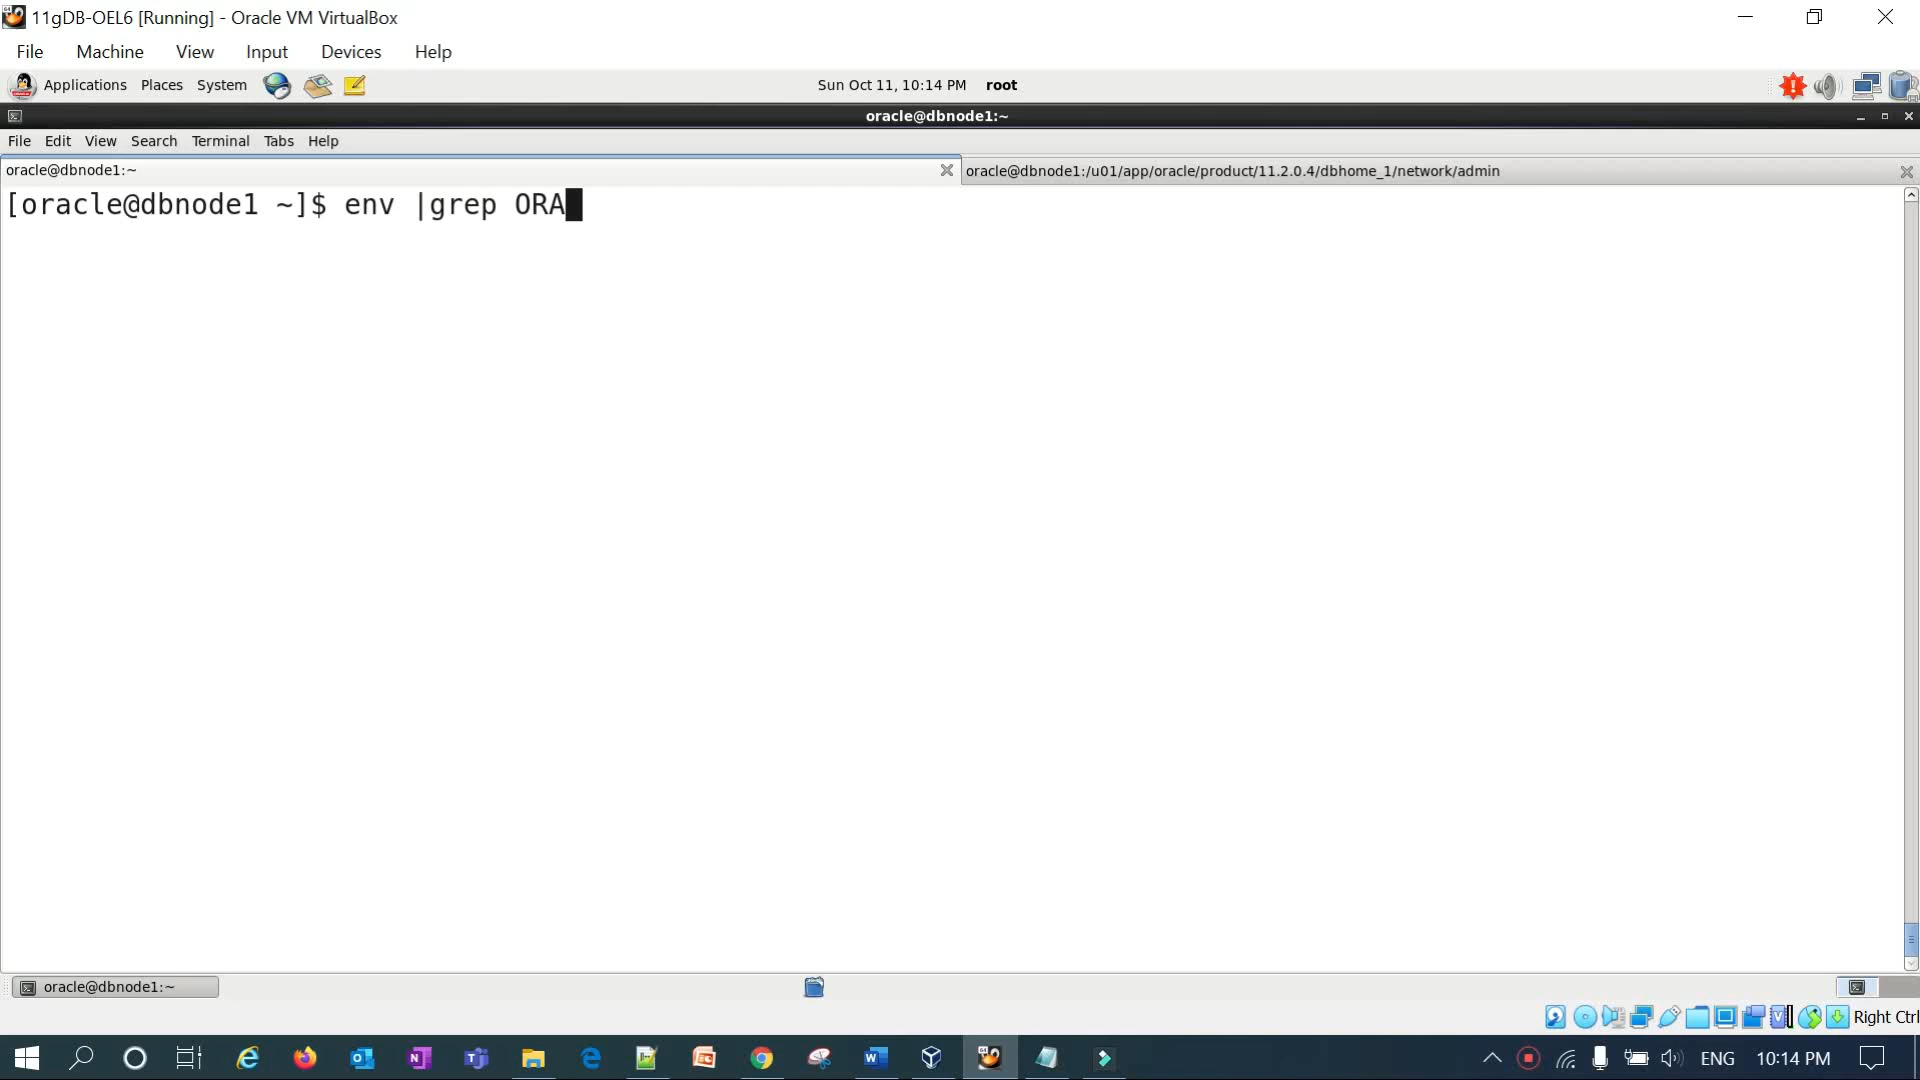 11gDB-OEL6 [Running] - Oracle VM VirtualBox
File Machine View Input Devices Help
Applications Places System Sun Oct 11, 10:14 PM root
oracle@dbnode1:~
File Edit View Search Terminal Tabs Help
oracle@dbnode1:~ oracle@dbnode1:/u01/app/oracle/product/11.2.0.4/dbhome_1/network/admin
[oracle@dbnode1 ~]$ env |grep ORA
oracle@dbnode1:~
Right Ctrl
ENG 10:14 PM